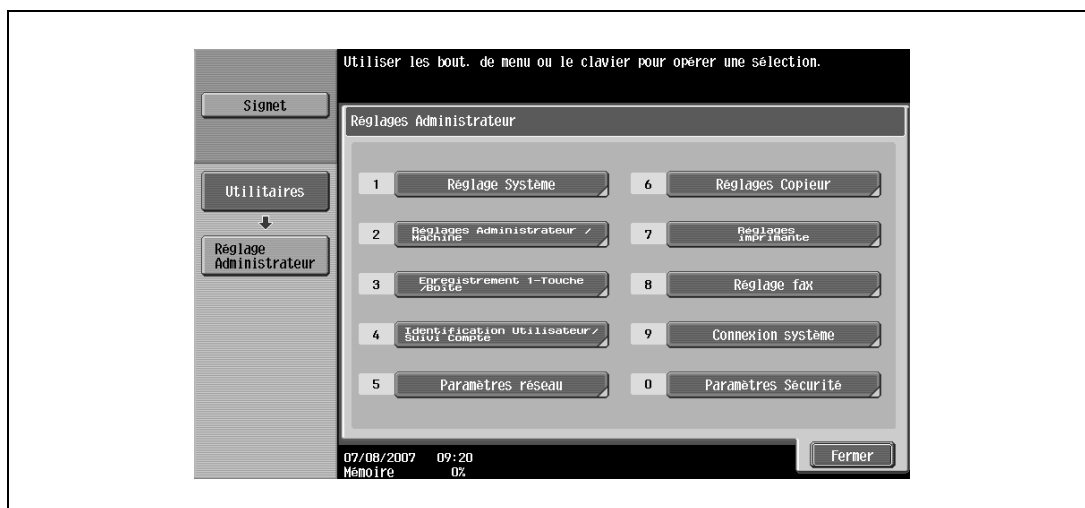 Utiliser les bout. de menu ou le clavier pour opérer une sélection.
Signet
Réglages Administrateur
Utilitaires
Réglage
Administrateur
1 Réglage Système
2 Réglages Administrateur /
Machine
3 Enregistrement 1-Touche
/Boîte
4 Identification Utilisateur/
Suivi Compte
5 Paramètres réseau
6 Réglages Copieur
7 Réglages
imprimante
8 Réglage fax
9 Connexion système
0 Paramètres Sécurité
07/08/2007 09:20
Mémoire 0%
Fermer